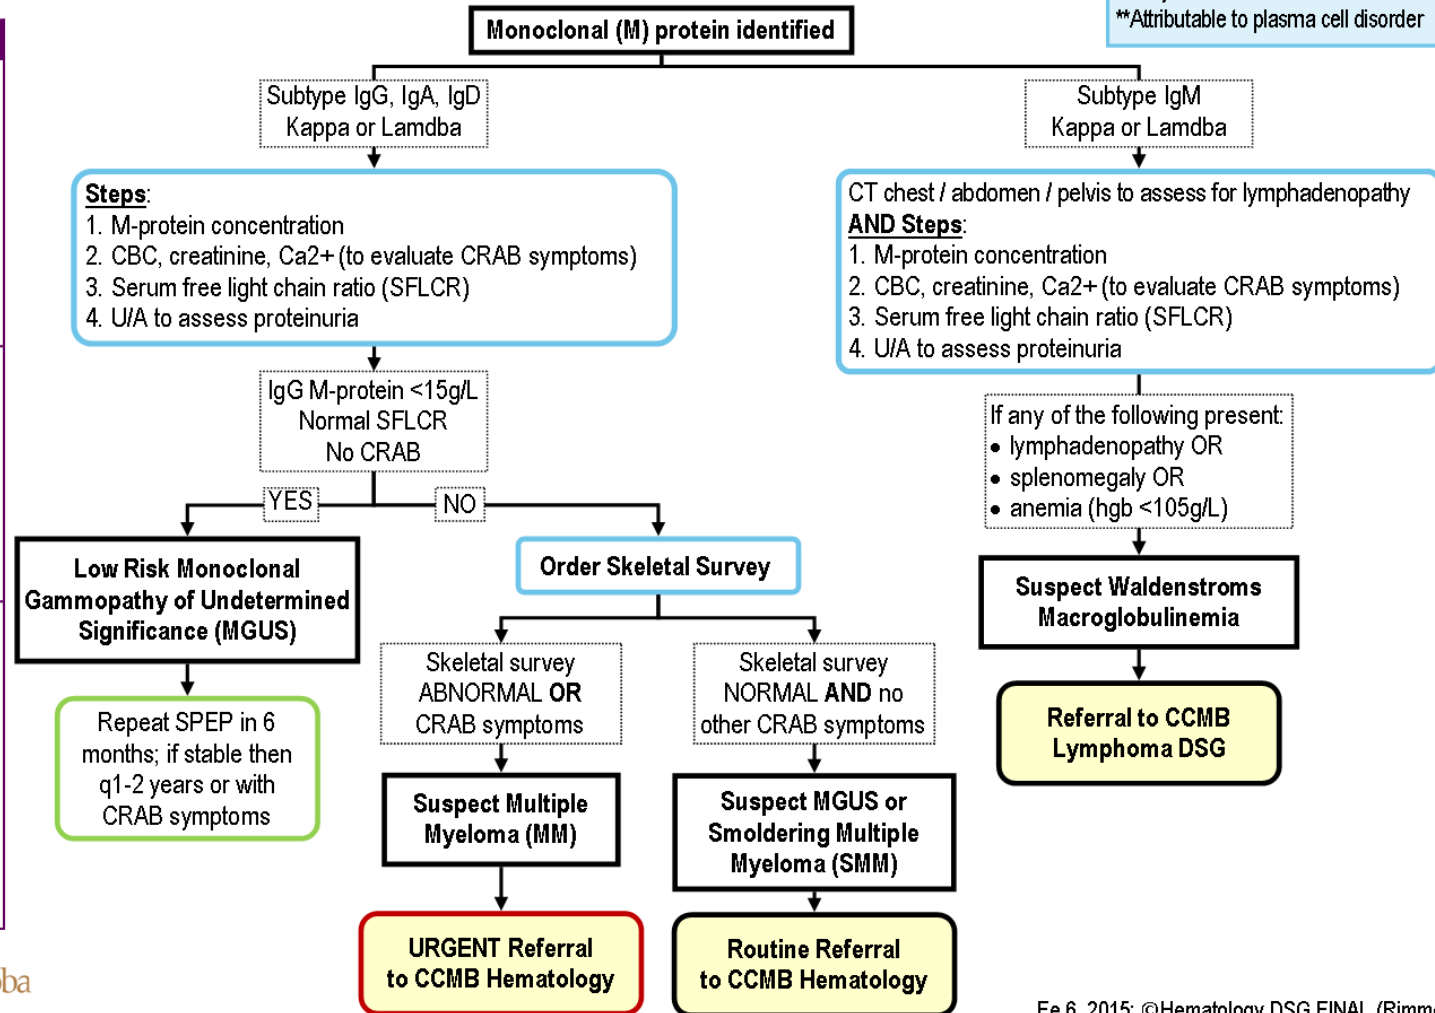 **Attributable to plasma cell disorder
Monoclonal (M) protein identified
Subtype IgG, IgA, IgD
Kappa or Lamdba
Subtype IgM
Kappa or Lamdba
Steps:
1. M-protein concentration
2. CBC, creatinine, Ca2+ (to evaluate CRAB symptoms)
3. Serum free light chain ratio (SFLCR)
4. U/A to assess proteinuria
CT chest / abdomen / pelvis to assess for lymphadenopathy
AND Steps:
1. M-protein concentration
2. CBC, creatinine, Ca2+ (to evaluate CRAB symptoms)
3. Serum free light chain ratio (SFLCR)
4. U/A to assess proteinuria
IgG M-protein <15g/L
Normal SFLCR
No CRAB
If any of the following present:
• lymphadenopathy OR
• splenomegaly OR
• anemia (hgb <105g/L)
YES
NO
Low Risk Monoclonal
Gammopathy of Undetermined
Significance (MGUS)
Order Skeletal Survey
Suspect Waldenstroms
Macroglobulinemia
Skeletal survey
ABNORMAL OR
CRAB symptoms
Skeletal survey
NORMAL AND no
other CRAB symptoms
Repeat SPEP in 6
months; if stable then
q1-2 years or with
CRAB symptoms
Referral to CCMB
Lymphoma DSG
Suspect Multiple
Myeloma (MM)
Suspect MGUS or
Smoldering Multiple
Myeloma (SMM)
URGENT Referral
to CCMB Hematology
Routine Referral
to CCMB Hematology
ba
Fe 6, 2015: ©Hematology DSG FINAL (Rimm